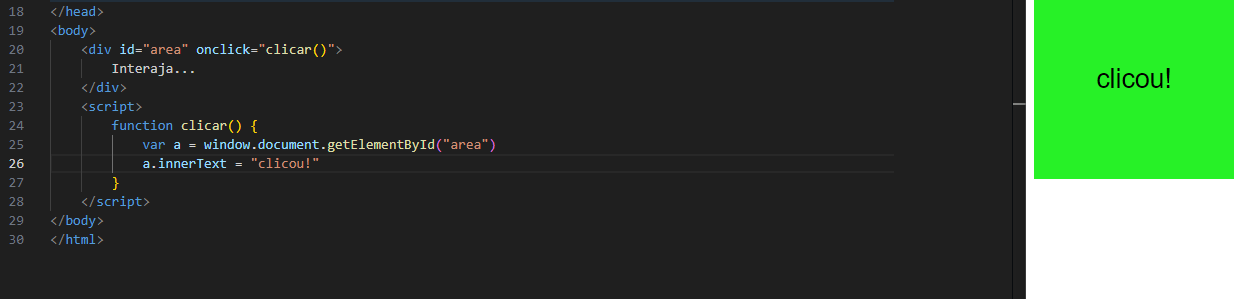 18 </head>
19 <body>
20 <div id="area" onclick="clicar()">
21 Interaja...
22 </div>
23 <script>
24 function clicar() {
25 var a = window.document.getElementById("area")
26 a.innerText = "clicou!"
27 }
28 </script>
29 </body>
30 </html>
clicou!